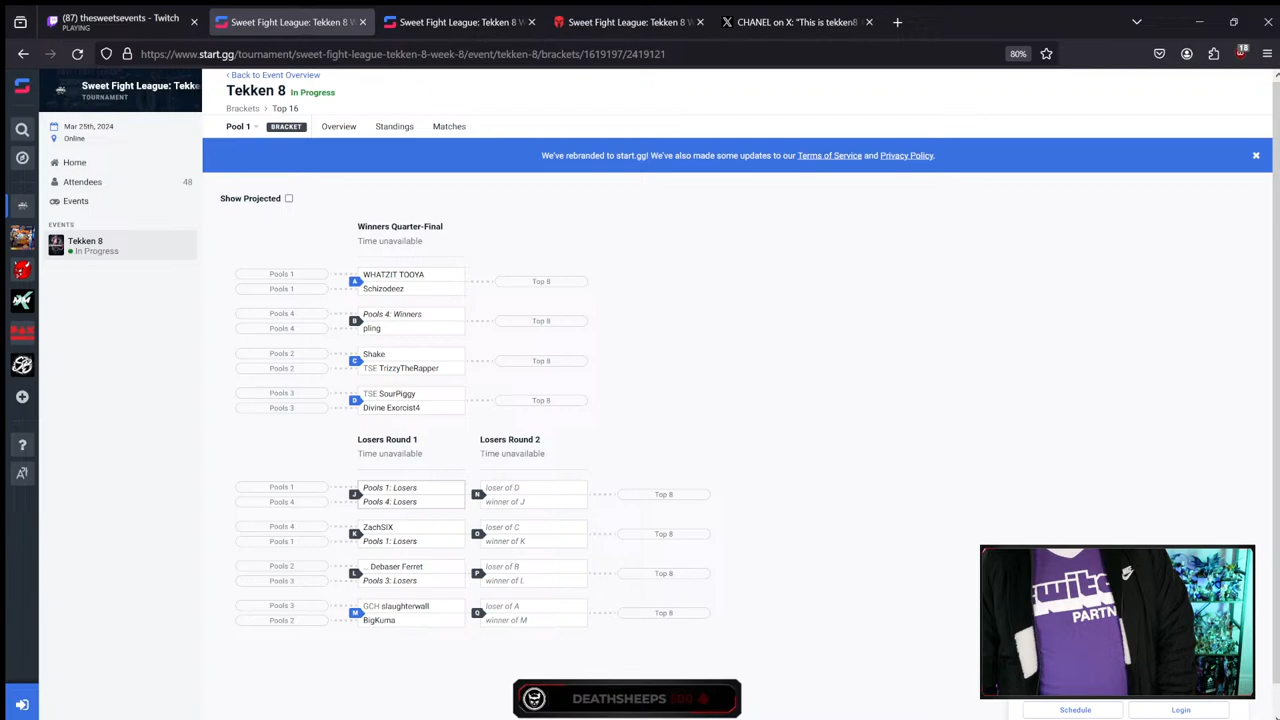 (87) thesweetsevents - Twitch
PLAYING
Sweet Fight League: Tekken 8 W
Sweet Fight League: Tekken 8 W
Sweet Fight League: Tekken 8 W
CHANEL on X: "This is tekken8
https://www.start.gg/tournament/sweet-fight-league-tekken-8-week-8/event/tekken-8/brackets/1619197/2419121
80%
18
Sweet Fight League: Tekke
TOURNAMENT
Mar 25th, 2024
Online
Home
Attendees 48
Events
EVENTS
Tekken 8
In Progress
‹ Back to Event Overview
Tekken 8 In Progress
Brackets > Top 16
Pool 1 BRACKET Overview Standings Matches
We've rebranded to start.gg! We've also made some updates to our Terms of Service and Privacy Policy.
Show Projected
Winners Quarter-Final
Time unavailable
Pools 1 WHATZIT TOOYA
A Top 8
Pools 1 Schizodeez
Pools 4 Pools 4: Winners
B Top 8
Pools 4 pling
Pools 2 Shake
C Top 8
Pools 2 TSE TrizzyTheRapper
Pools 3 TSE SourPiggy
D Top 8
Pools 3 Divine Exorcist4
Losers Round 1 Losers Round 2
Time unavailable Time unavailable
Pools 1 Pools 1: Losers loser of D
J N Top 8
Pools 4 Pools 4: Losers winner of J
Pools 4 ZachSIX loser of C
K O Top 8
Pools 1 Pools 1: Losers winner of K
Pools 2 ... Debaser Ferret loser of B
L P Top 8
Pools 3 Pools 3: Losers winner of L
Pools 3 GCH slaughterwall loser of A
M Q Top 8
Pools 2 BigKuma winner of M
twitch
PARTN
DEATHSHEEPS 500
Schedule Login